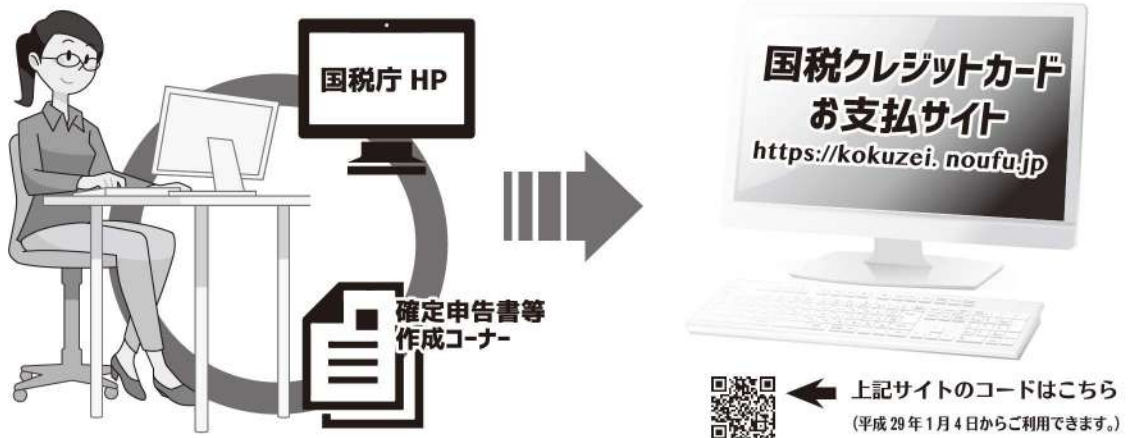 国税庁 HP
確定申告書等
作成コーナー
国税クレジットカード
お支払サイト
https://kokuzei. noufu.jp
上記サイトのコードはこちら
(平成 29 年 1 月 4 日からご利用できます。)